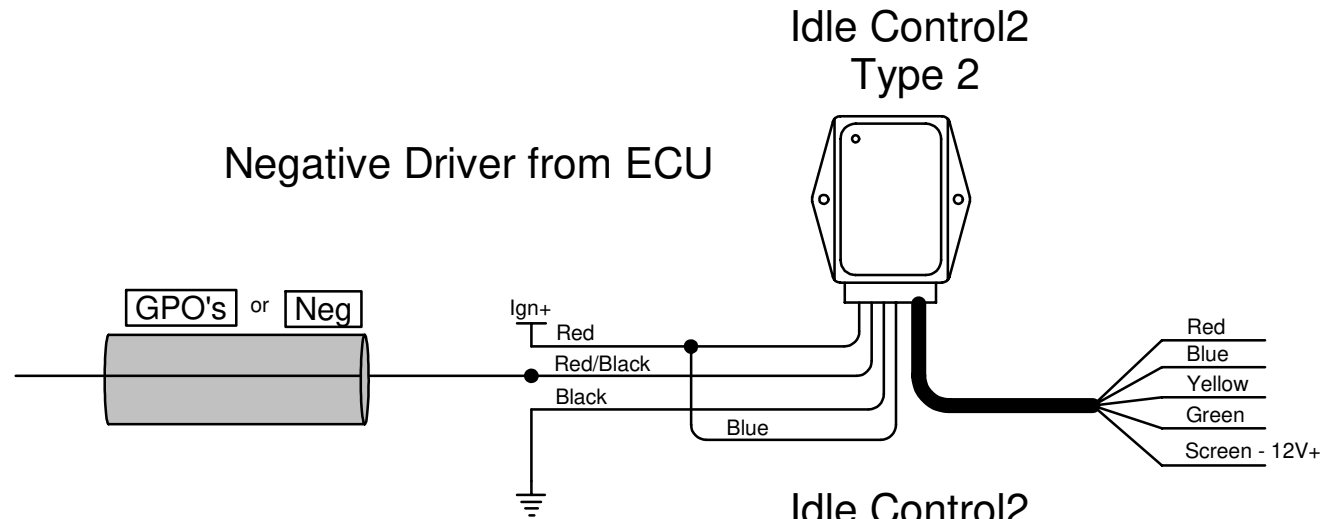 Idle Control2
Type 2
Negative Driver from ECU
GPO's or Neg
Ign+
Red
Red/Black
Black
Blue
Red
Blue
Yellow
Green
Screen - 12V+
Idle Control2